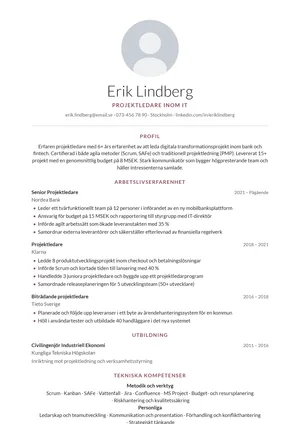 Erik Lindberg
PROJEKTLEDARE INOM IT
erik.lindberg@email.se · 073-456 78 90 · Stockholm · linkedin.com/in/eriklindberg
PROFIL
Erfaren projektledare med 6+ års erfarenhet av att leda digitala transformationsprojekt inom bank och
fintech. Certifierad i både agila metoder (Scrum, SAFe) och traditionell projektledning (PMP). Levererat 15+
projekt med en genomsnittlig budget på 8 MSEK. Stark kommunikatör som bygger högpresterande team och
håller intressenterna samlade.
ARBETSLIVSERFARENHET
Senior Projektledare 2021 – Pågående
Nordea Bank
• Leder ett tvärfunktionellt team på 12 personer i införandet av en ny mobilbanksplattform
• Ansvarig för budget på 15 MSEK och rapportering till styrgrupp med IT-direktör
• Införde agilt arbetssätt som ökade leveranstakten med 35 %
• Samordnar externa leverantörer och säkerställer efterlevnad av finansiella regelverk
Projektledare 2018 – 2021
Klarna
• Ledde 8 produktutvecklingsprojekt inom checkout och betalningslösningar
• Införde Scrum och kortade tiden till lansering med 40 %
• Handledde 3 juniora projektledare och byggde upp ett projektledarprogram
• Samordnade releaseplaneringen för 5 utvecklingsteam (50+ utvecklare)
Biträdande projektledare 2016 – 2018
Tieto Sverige
• Planerade och följde upp leveranser i ett byte av ärendehanteringssystem för en kommun
• Höll i användartester och utbildade 40 handläggare i det nya systemet
UTBILDNING
Civilingenjör Industriell Ekonomi 2011 – 2016
Kungliga Tekniska Högskolan
Inriktning mot projektledning och verksamhetsstyrning
TEKNISKA KOMPETENSER
Metodik och verktyg
Scrum · Kanban · SAFe · Vattenfall · Jira · Confluence · MS Project · Budget- och resursplanering
· Riskhantering och kvalitetssäkring
Personliga
Ledarskap och teamutveckling · Kommunikation och presentation · Förhandling och konflikthantering
· Strategiskt tänkande